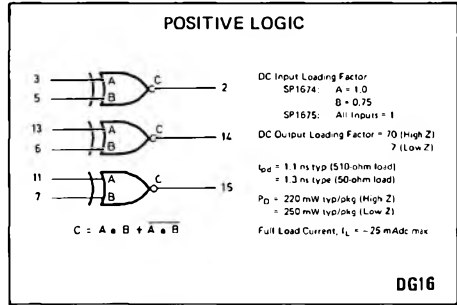 POSITIVE LOGIC
3 A C
5 B 2
13 A C
6 B 14
11 A C
7 B 15
C = A • B + A • B
DC Input Loading Factor
SP1674: A = 1.0
B = 0.75
SP1675: All Inputs = 1
DC Output Loading Factor = 70 (High Z)
7 (Low Z)
tpd = 1.1 ns typ (510-ohm load)
= 1.3 ns type (50-ohm load)
PD = 220 mW typ/pkg (High Z)
= 250 mW typ/pkg (Low Z)
Full Load Current, IL = −25 mAdc max
DG16